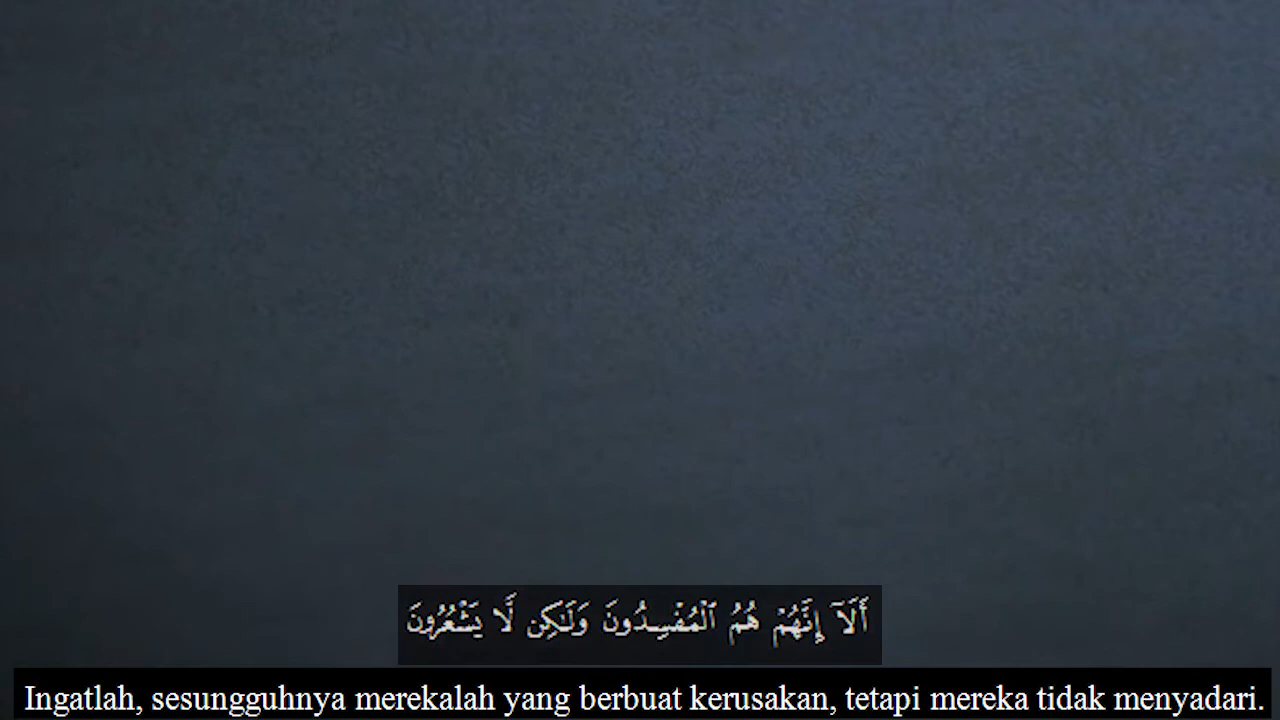 أَلَآ إِنَّهُمْ هُمُ ٱلْمُفْسِدُونَ وَلَـٰكِن لَّا يَشْعُرُونَ
Ingatlah, sesungguhnya merekalah yang berbuat kerusakan, tetapi mereka tidak menyadari.